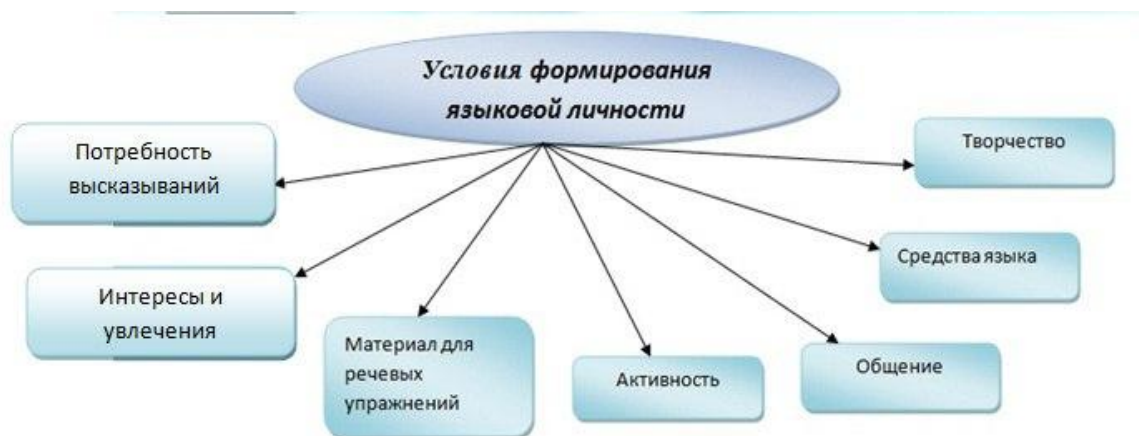 Условия формирования
языковой личности
Потребность
высказываний
Интересы и
увлечения
Материал для
речевых
упражнений
Активность
Общение
Средства языка
Творчество